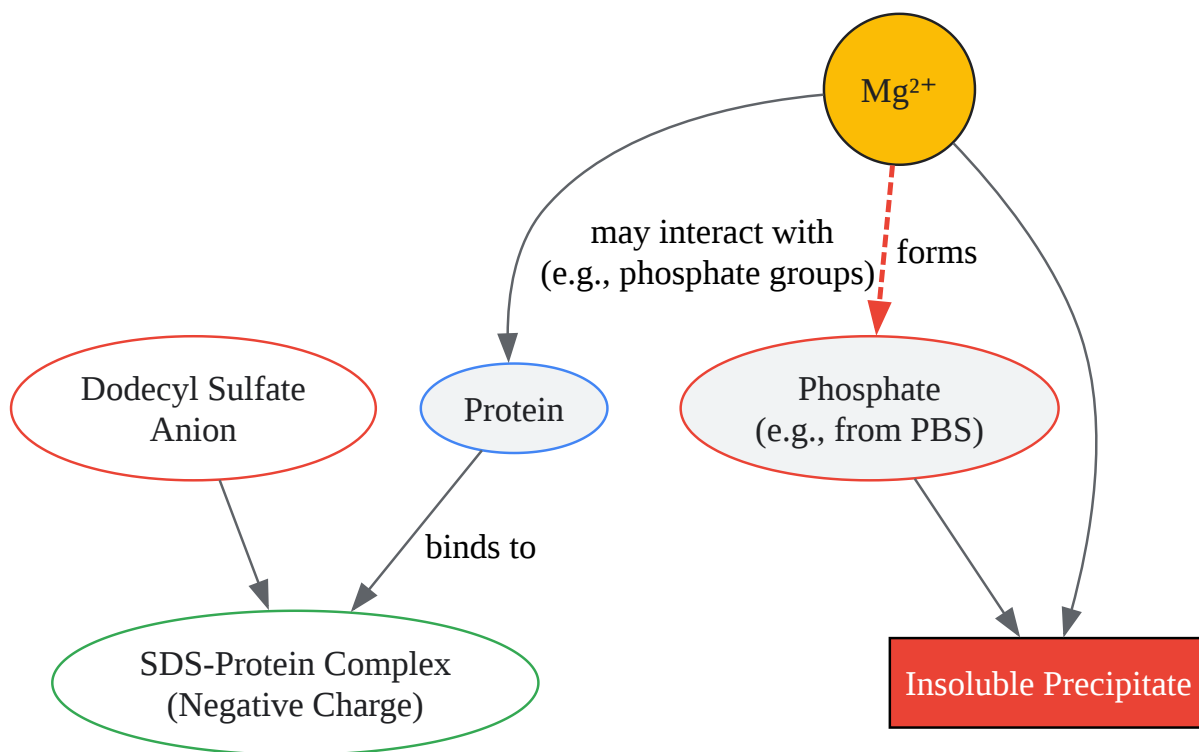 Mg²⁺
may interact with
(e.g., phosphate groups)
forms
Dodecyl Sulfate
Anion
Protein
Phosphate
(e.g., from PBS)
binds to
SDS-Protein Complex
(Negative Charge)
Insoluble Precipitate